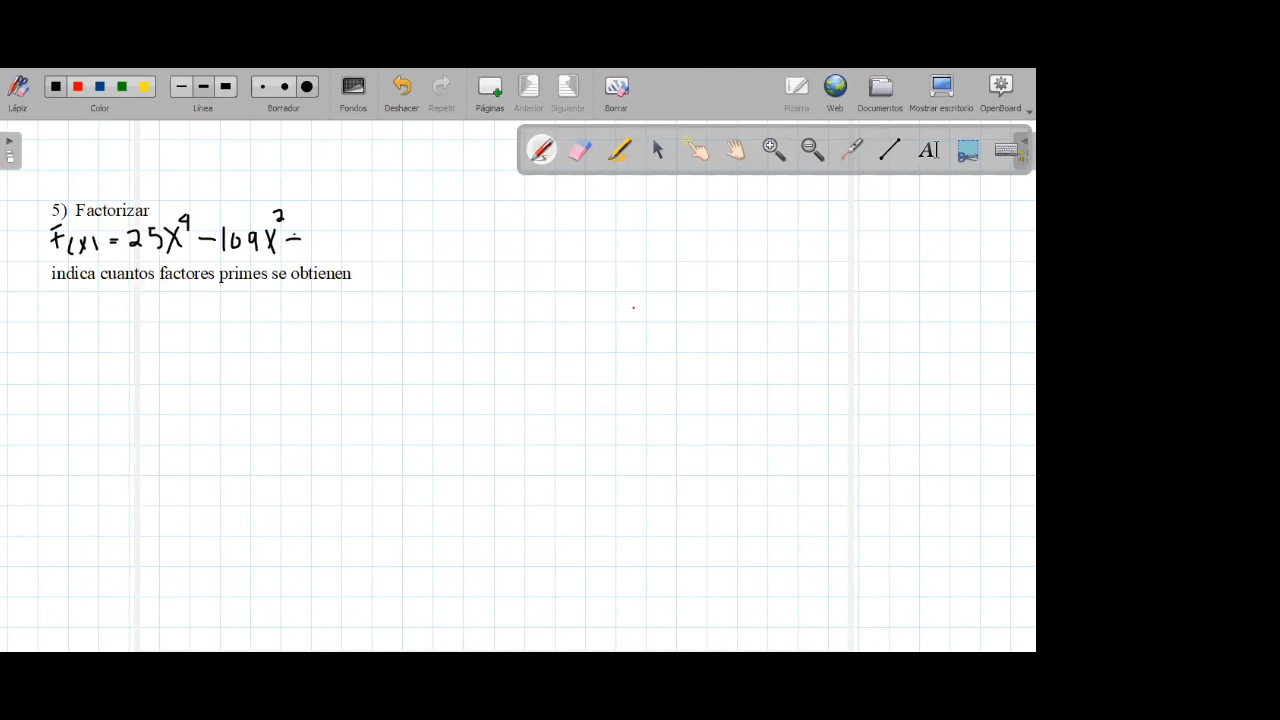 Lápiz Color Línea Borrador Fondos Deshacer Repetir Páginas Anterior Siguiente Borrar Pizarra Web Documentos Mostrar escritorio OpenBoard
5) Factorizar
F(x) = 25x⁴ - 109x² -
indica cuantos factores primes se obtienen